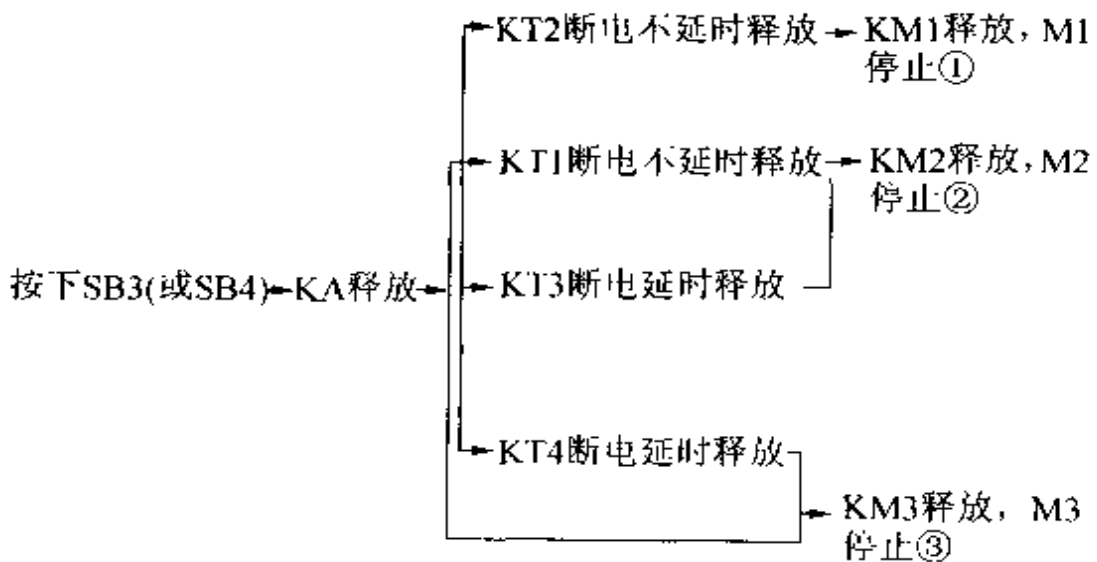 KT2断电不延时释放
KM1释放，M1
停止①
KT1断电不延时释放
KM2释放，M2
停止②
按下SB3(或SB4)
KA释放
KT3断电延时释放
KT4断电延时释放
KM3释放，M3
停止③